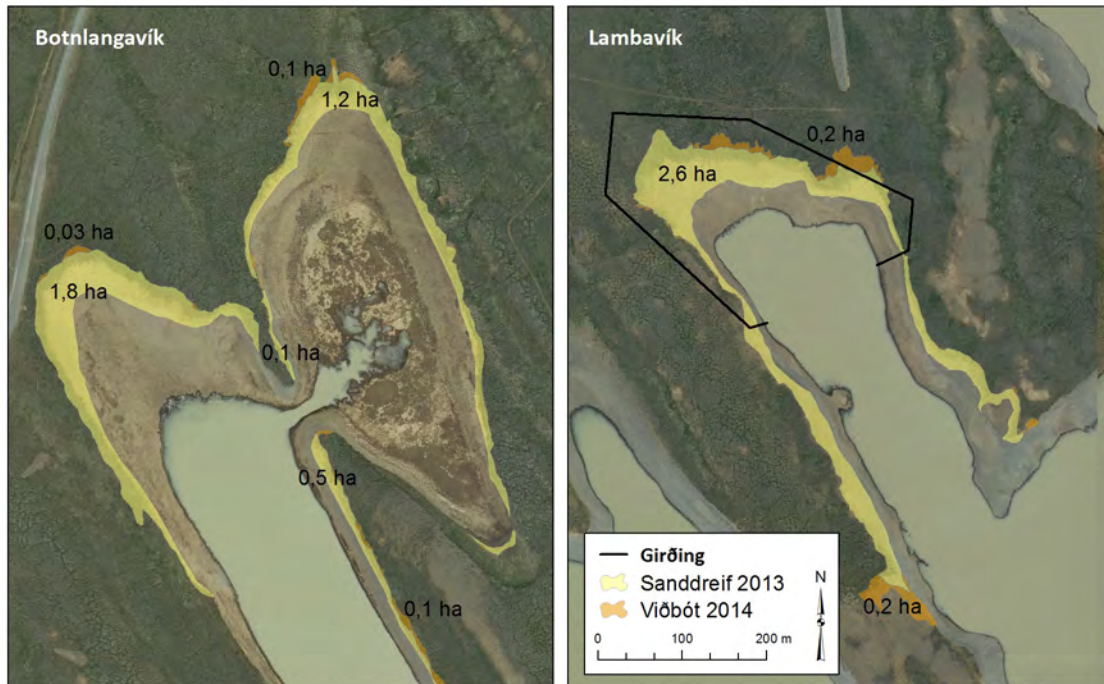 Botnlangavík
0,1 ha
1,2 ha
0,03 ha
1,8 ha
0,1 ha
0,5 ha
0,1 ha
Lambavík
0,2 ha
2,6 ha
0,2 ha
Girðing
Sanddreif 2013
Viðbót 2014
N
0 100 200 m